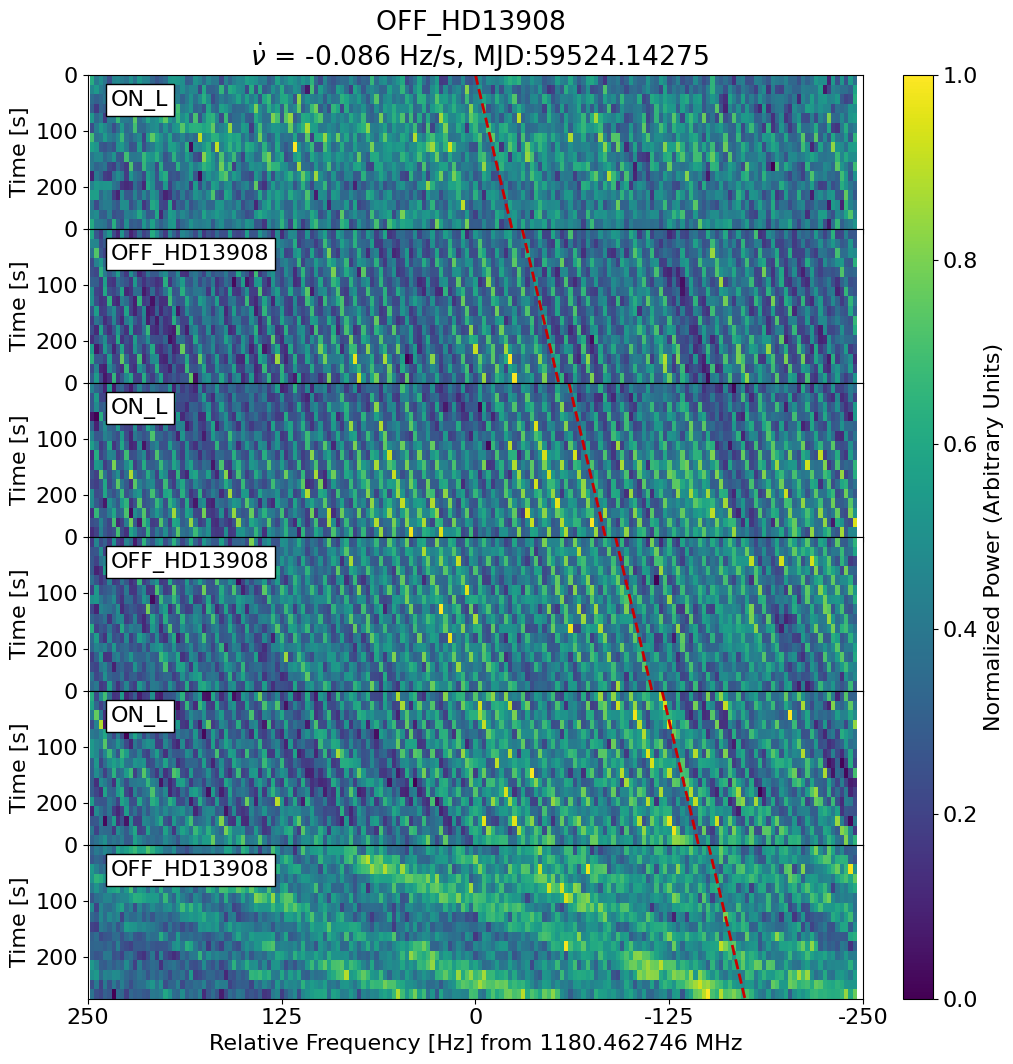 OFF_HD13908
ν̇ = -0.086 Hz/s, MJD:59524.14275
0
100
200
Time [s]
ON_L
0
100
200
Time [s]
OFF_HD13908
0
100
200
Time [s]
ON_L
0
100
200
Time [s]
OFF_HD13908
0
100
200
Time [s]
ON_L
0
100
200
Time [s]
OFF_HD13908
250 125 0 -125 -250
Relative Frequency [Hz] from 1180.462746 MHz
1.0
0.8
0.6
0.4
0.2
0.0
Normalized Power (Arbitrary Units)